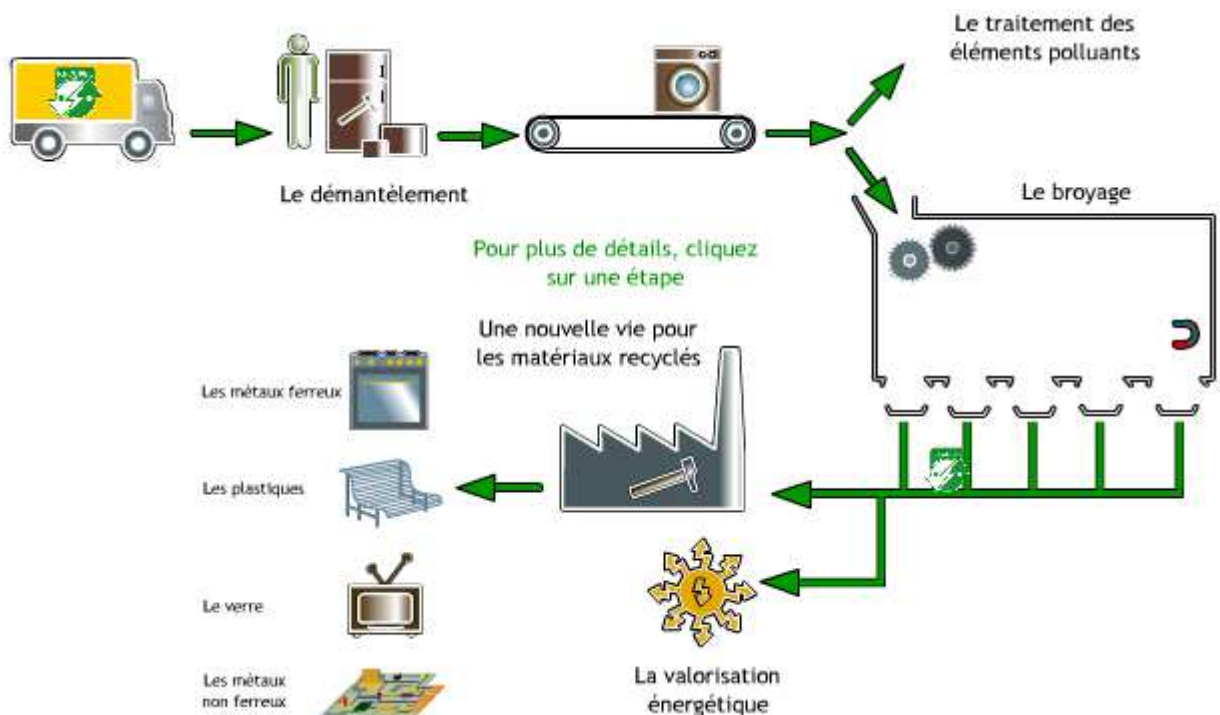 Le traitement des
éléments polluants
Le démantèlement
Le broyage
Pour plus de détails, cliquez
sur une étape
Une nouvelle vie pour
les matériaux recyclés
Les métaux ferreux
Les plastiques
Le verre
Les métaux
non ferreux
La valorisation
énergétique